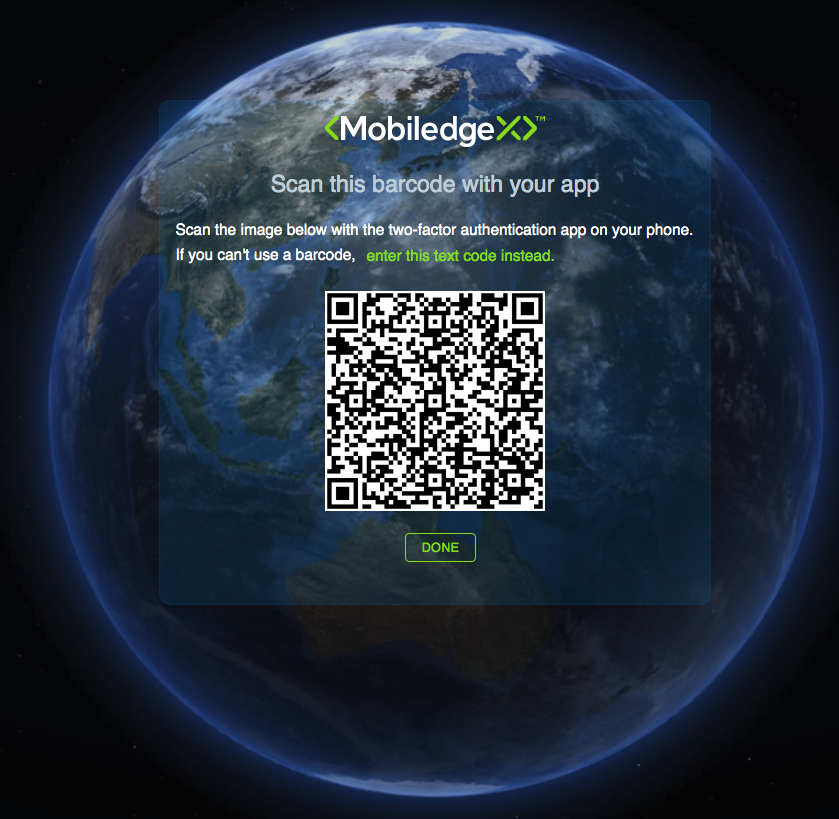 MobiledgeX™
Scan this barcode with your app
Scan the image below with the two-factor authentication app on your phone.
If you can't use a barcode, enter this text code instead.
DONE